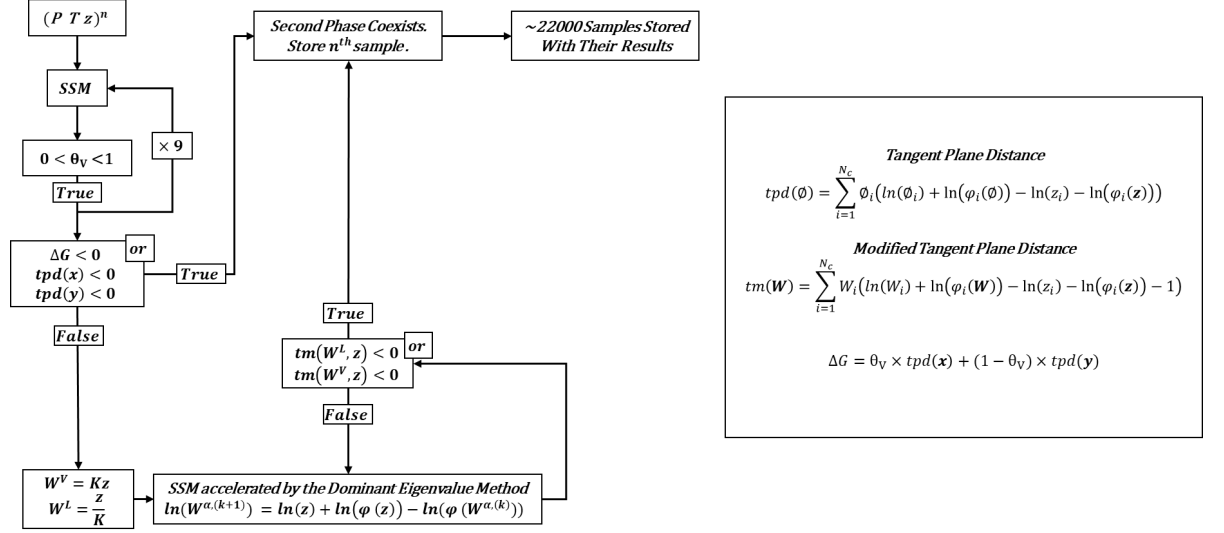 (P T z)ⁿ
SSM
× 9
0 < θ_V < 1
True
or
ΔG < 0
tpd(x) < 0
tpd(y) < 0
True
False
W^V = Kz
W^L = z/K
SSM accelerated by the Dominant Eigenvalue Method
ln(W^{α,(k+1)}) = ln(z) + ln(φ (z)) − ln(φ (W^{α,(k)}))
or
tm(W^L, z) < 0
tm(W^V, z) < 0
False
True
Second Phase Coexists.
Store n^{th} sample.
~22000 Samples Stored
With Their Results
Tangent Plane Distance
tpd(∅) = ∑_{i=1}^{N_c} ∅_i(ln(∅_i) + ln(φ_i(∅)) − ln(z_i) − ln(φ_i(z)))
Modified Tangent Plane Distance
tm(W) = ∑_{i=1}^{N_c} W_i(ln(W_i) + ln(φ_i(W)) − ln(z_i) − ln(φ_i(z)) − 1)
ΔG = θ_V × tpd(x) + (1 − θ_V) × tpd(y)